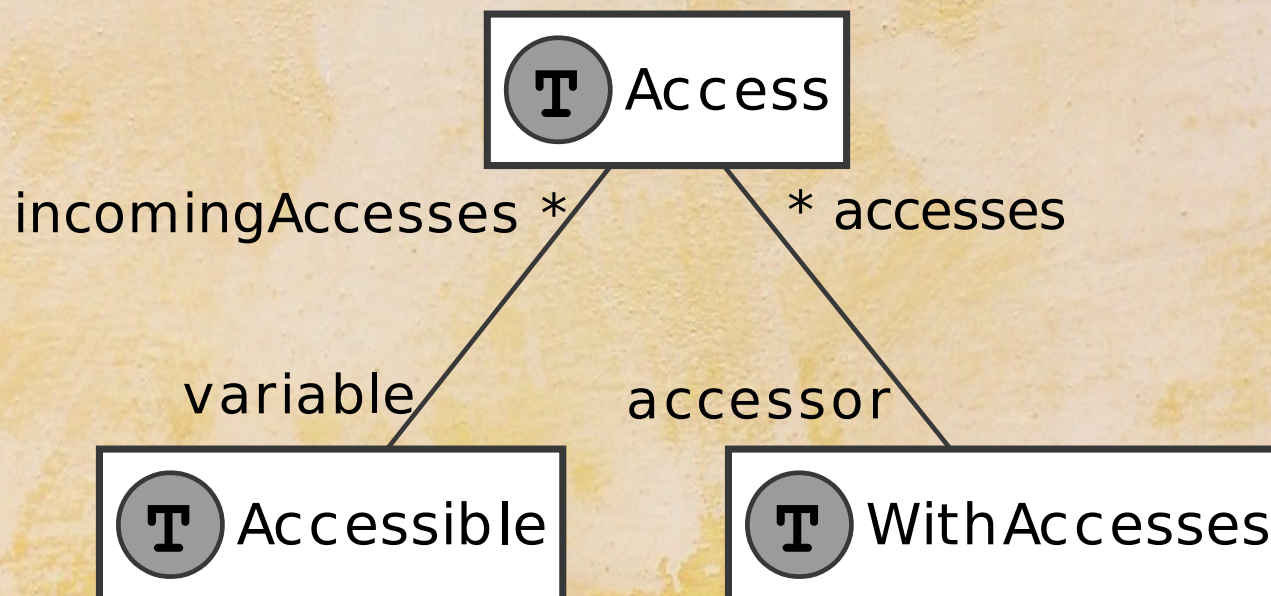 T Access
incomingAccesses *
* accesses
variable
accessor
T Accessible
T WithAccesses